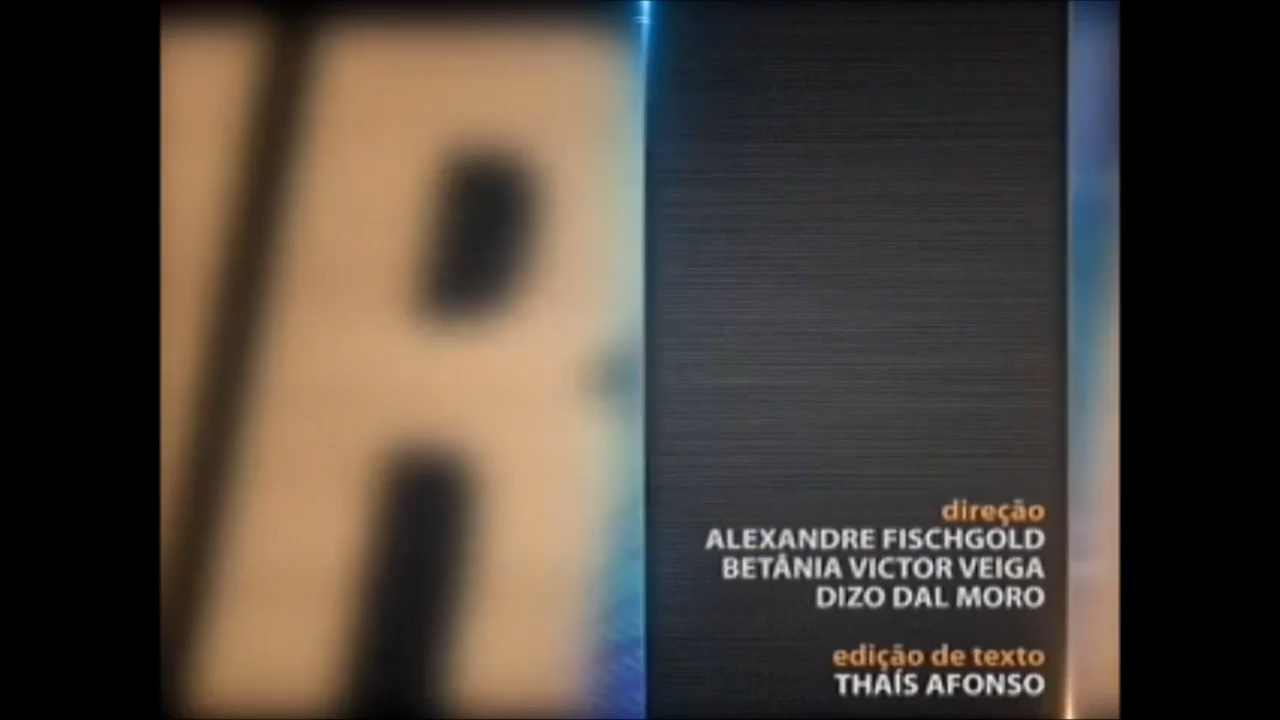 R
direção
ALEXANDRE FISCHGOLD
BETÂNIA VICTOR VEIGA
DIZO DAL MORO
edição de texto
THAÍS AFONSO